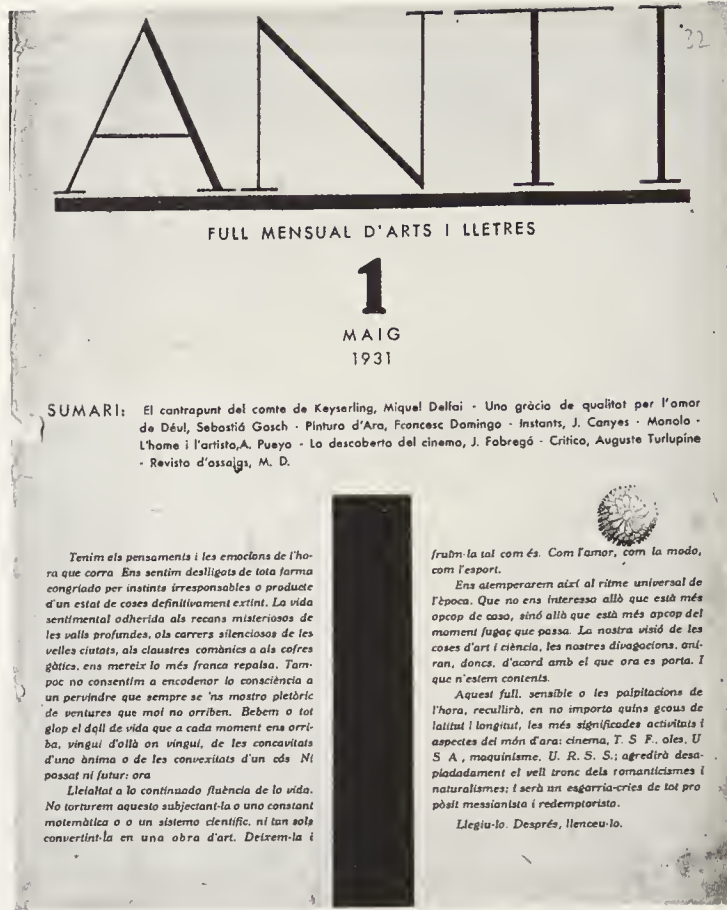 ANTI
32
FULL MENSUAL D'ARTS I LLETRES
1
MAIG
1931
SUMARI: El contrapunt del comte de Keyserling, Miquel Delfai - Una gràcia de qualitat per l'amor
de Déu!, Sebastià Gasch - Pintura d'Ara, Francesc Domingo - Instants, J. Canyes - Manolo -
L'home i l'artista, A. Pueyo - La descoberta del cinema, J. Fabregó - Crítica, Auguste Turlupine
- Revista d'assaigs, M. D.
Tenim els pensaments i les emocions de l'ho-
ra que corra Ens sentim deslligats de tota forma
congriada per instints irresponsables o producte
d'un estat de coses definitivament extint. La vida
sentimental adherida als recans misteriosos de
les valls profundes, als carrers silenciosos de les
velles ciutats, als claustres romànics a als cofres
gàtics, ens mereix la més franca repulsa. Tam-
poc no consentim a encadenar la consciència a
un pervindre que sempre se 'ns mostra pletòric
de ventures que mai no arriben. Bebem a tot
glop el doll de vida que a cada moment ens arri-
ba, vingui d'allà on vingui, de les concavitats
d'una ànima o de les convexitats d'un cós Ni
passat ni futur: ara
Lleialtat a la continuada fluència de la vida.
No torturem aquesta subjectant-la a una constant
matemàtica o a un sistema científic, ni tan sols
convertint-la en una obra d'art. Deixem-la i
fruïm-la tal com és. Com l'amor, com la moda,
com l'esport.
Ens atemperarem així al ritme universal de
l'època. Que no ens interessa allò que està més
apcop de casa, sinó allò que està més apcop del
moment fugaç que passa. La nostra visió de les
coses d'art i ciència, les nostres divagacions, ani-
ran, doncs, d'acord amb el que ara es porta. I
que n'estem contents.
Aquest full, sensible a les palpitacions de
l'hora, recullirà, en no importa quins graus de
latitut i longitut, les més significades activitats i
aspectes del món d'ara: cinema, T. S F., oles, U
S A , maquinisme, U. R. S. S.; agredirà desa-
piadadament el vell tronc dels romanticismes i
naturalismes; i serà un esgarria-cries de tot pro
pòsit messianista i redemptorista.
Llegiu-lo. Després, llenceu-lo.